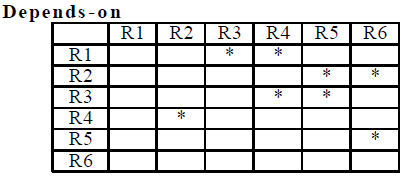 Depends-on
R1 R2 R3 R4 R5 R6
R1 * *
R2 * *
R3 * *
R4 *
R5 *
R6